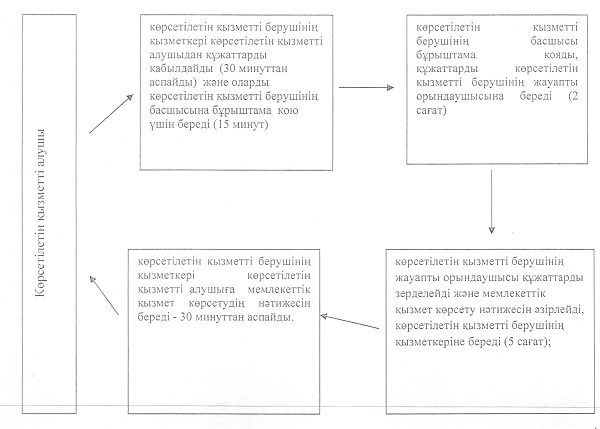 Көрсетілетін қызметті алушы
көрсетілетін қызметті берушінің
қызметкері көрсетілетін қызметті
алушыдан құжаттарды
қабылдайды (30 минуттан
аспайды) және оларды
көрсетілетін қызметті берушінің
басшысына бұрыштама қою
үшін береді (15 минут)
көрсетілетін қызметті
берушінің басшысы
бұрыштама қояды,
құжаттарды көрсетілетін
қызметті берушінің жауапты
орындаушысына береді (2
сағат)
көрсетілетін қызметті берушінің
жауапты орындаушысы құжаттарды
зерделейді және мемлекеттік
қызмет көрсету нәтижесін әзірлейді,
көрсетілетін қызметті берушінің
қызметкеріне береді (5 сағат);
көрсетілетін қызметті берушінің
қызметкері көрсетілетін
қызметті алушыға мемлекеттік
қызмет көрсетудің нәтижесін
береді - 30 минуттан аспайды.